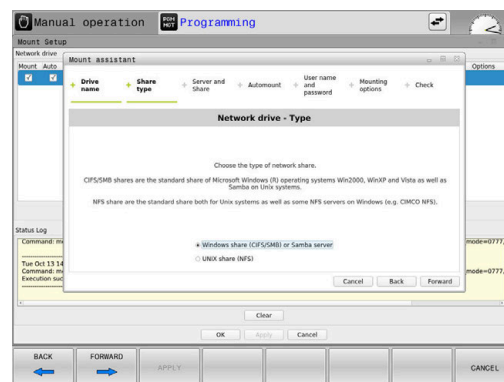 Manual operation
PGM
MGT
Programming
Mount Setup
Network drive
Mount Auto
Options
Mount assistant
Drive name
Share type
Server and Share
Automount
User name and password
Mounting options
Check
Network drive - Type
Choose the type of network share.
CIFS/SMB shares are the standard share of Microsoft Windows (R) operating systems Win2000, WinXP and Vista as well as
Samba on Unix systems.
NFS share are the standard share both for Unix systems as well as some NFS servers on Windows (e.g. CIMCO NFS).
Windows share (CIFS/SMB) or Samba server
UNIX share (NFS)
Cancel Back Forward
Status Log
Command: m
mode=0777,
Tue Oct 13 14
Command: m
mode=0777,
Execution suc
Clear
OK Apply Cancel
BACK FORWARD APPLY CANCEL